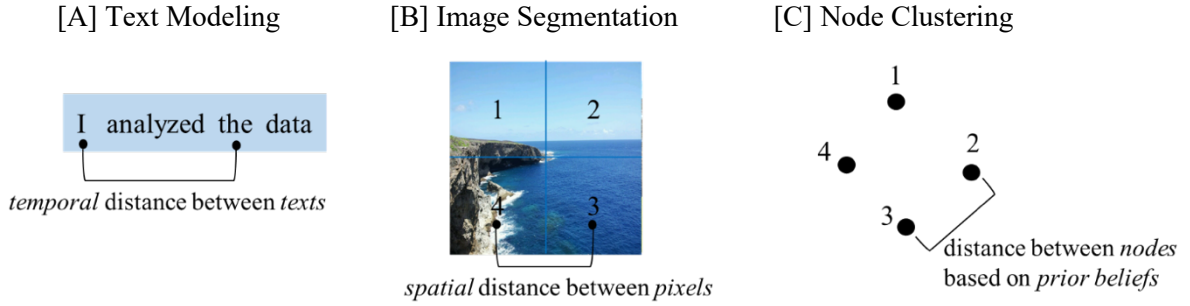 [A] Text Modeling
I analyzed the data
temporal distance between texts
[B] Image Segmentation
1 2
4 3
spatial distance between pixels
[C] Node Clustering
1
2
4
3
distance between nodes
based on prior beliefs